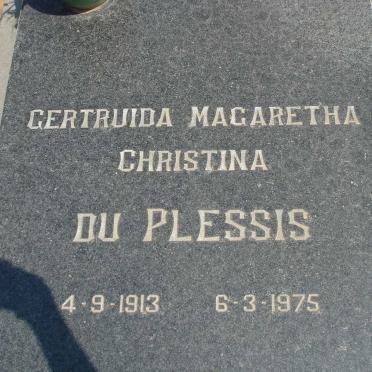 GERTRUIDA MAGARETHA
CHRISTINA
DU PLESSIS
4-9-1913 6-3-1975